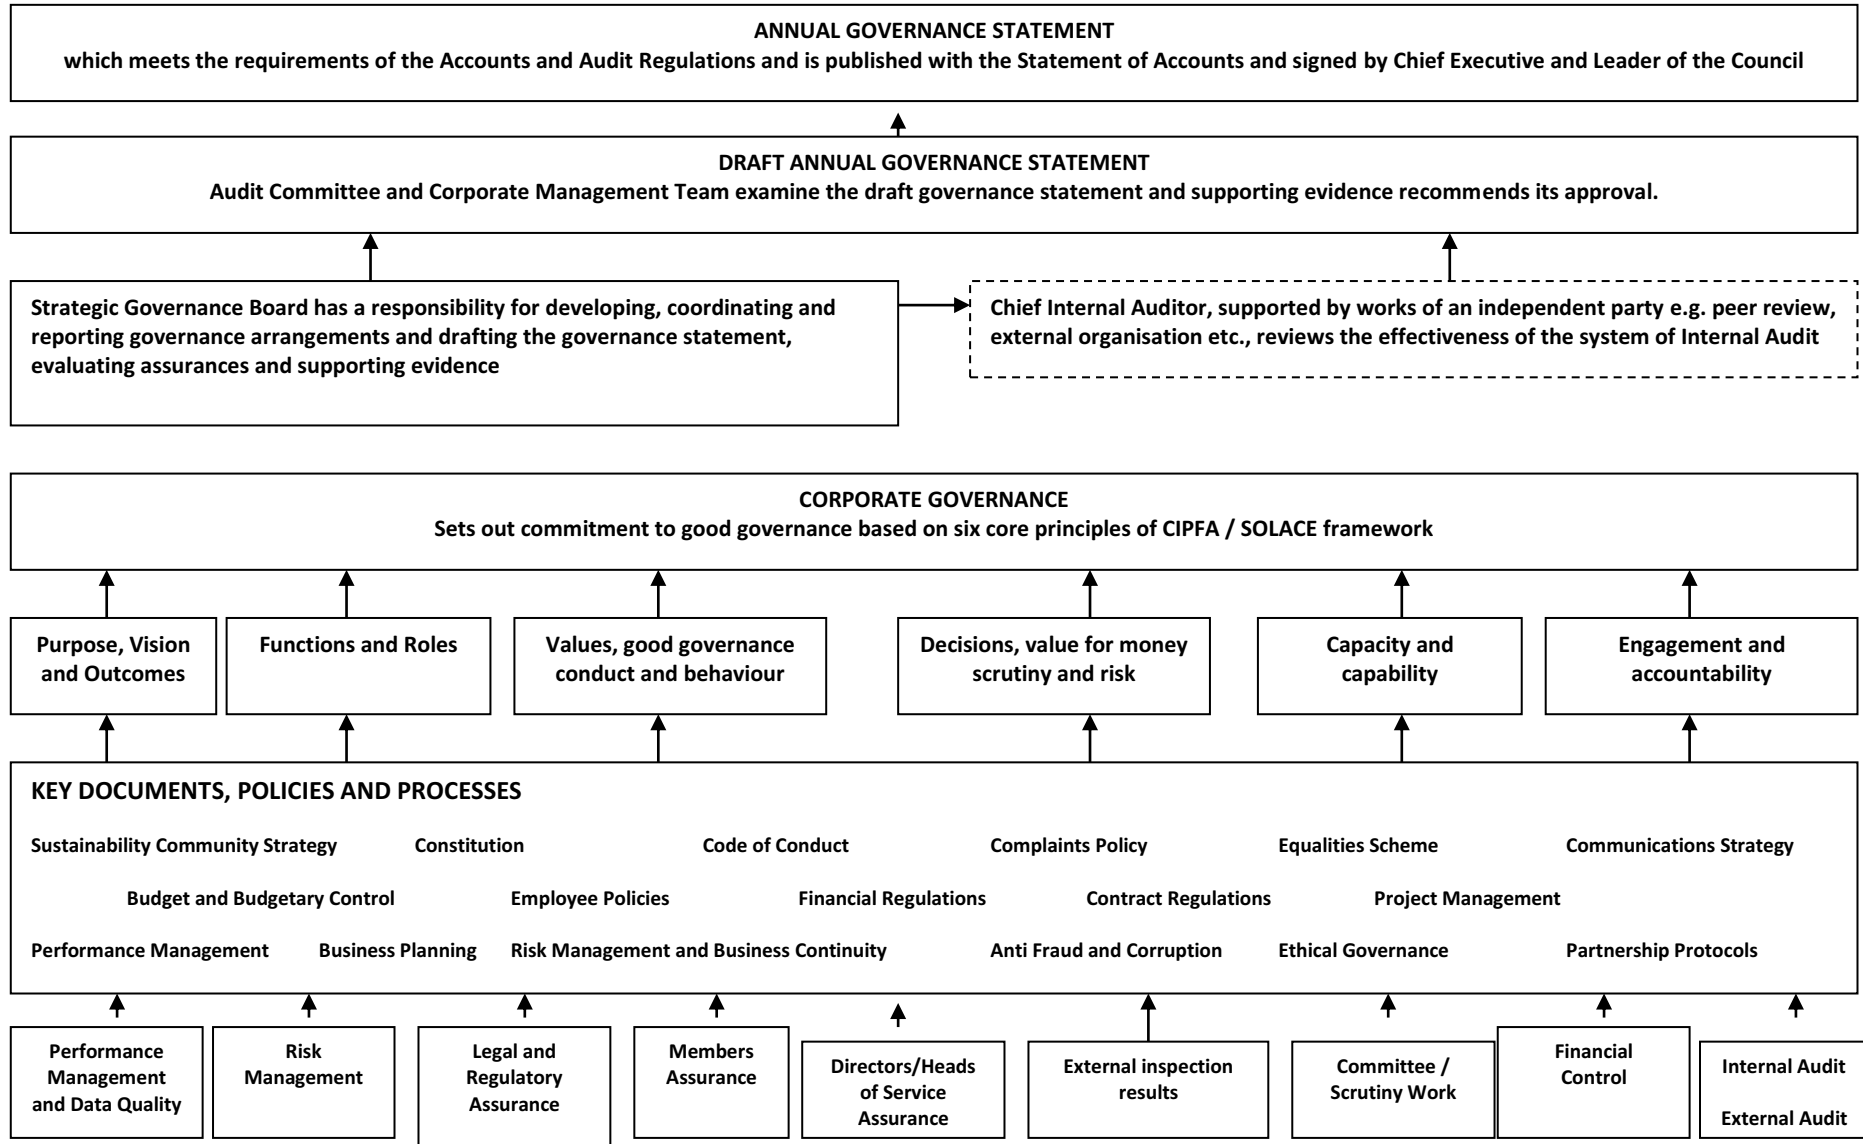 ANNUAL GOVERNANCE STATEMENT
which meets the requirements of the Accounts and Audit Regulations and is published with the Statement of Accounts and signed by Chief Executive and Leader of the Council
DRAFT ANNUAL GOVERNANCE STATEMENT
Audit Committee and Corporate Management Team examine the draft governance statement and supporting evidence recommends its approval.
Strategic Governance Board has a responsibility for developing, coordinating and
reporting governance arrangements and drafting the governance statement,
evaluating assurances and supporting evidence
Chief Internal Auditor, supported by works of an independent party e.g. peer review,
external organisation etc., reviews the effectiveness of the system of Internal Audit
CORPORATE GOVERNANCE
Sets out commitment to good governance based on six core principles of CIPFA / SOLACE framework
Purpose, Vision
and Outcomes
Functions and Roles
Values, good governance
conduct and behaviour
Decisions, value for money
scrutiny and risk
Capacity and
capability
Engagement and
accountability
KEY DOCUMENTS, POLICIES AND PROCESSES
Sustainability Community Strategy Constitution Code of Conduct Complaints Policy Equalities Scheme Communications Strategy
Budget and Budgetary Control Employee Policies Financial Regulations Contract Regulations Project Management
Performance Management Business Planning Risk Management and Business Continuity Anti Fraud and Corruption Ethical Governance Partnership Protocols
Performance
Management
and Data Quality
Risk
Management
Legal and
Regulatory
Assurance
Members
Assurance
Directors/Heads
of Service
Assurance
External inspection
results
Committee /
Scrutiny Work
Financial
Control
Internal Audit
External Audit